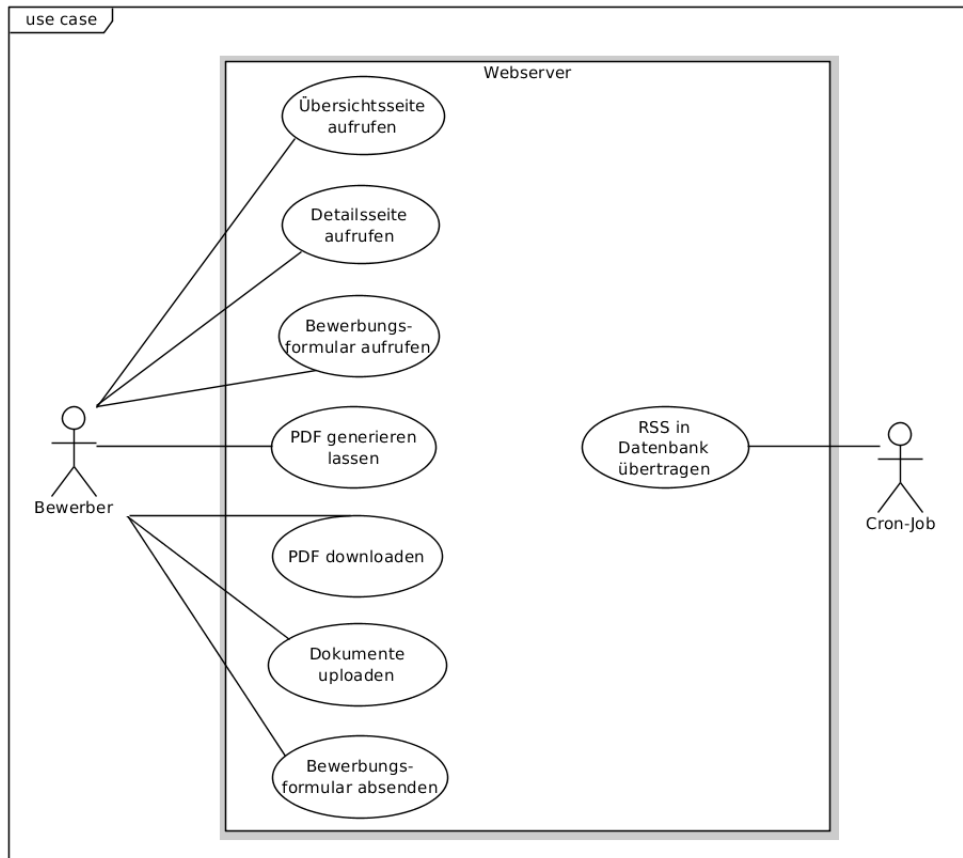 use case
Webserver
Übersichtsseite
aufrufen
Detailsseite
aufrufen
Bewerbungs-
formular aufrufen
PDF generieren
lassen
RSS in
Datenbank
übertragen
Bewerber
Cron-Job
PDF downloaden
Dokumente
uploaden
Bewerbungs-
formular absenden